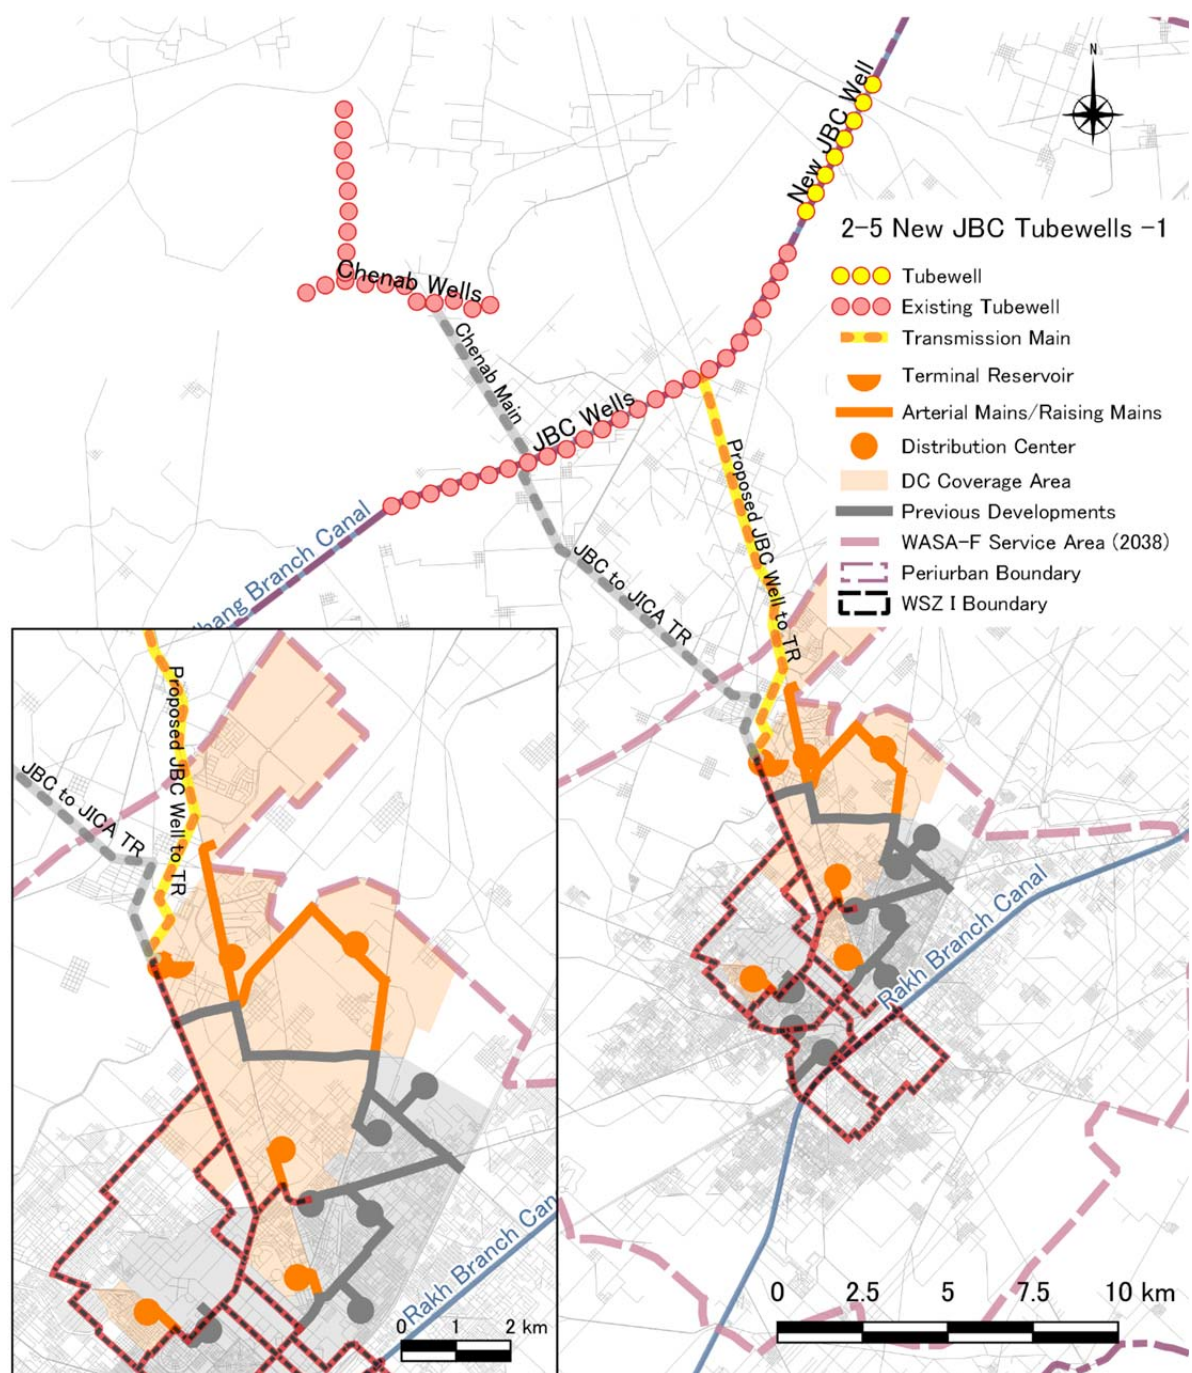 N
New JBC Well
2-5 New JBC Tubewells -1
Tubewell
Existing Tubewell
Transmission Main
Terminal Reservoir
Arterial Mains/Raising Mains
Distribution Center
DC Coverage Area
Previous Developments
WASA-F Service Area (2038)
Periurban Boundary
WSZ I Boundary
Chenab Wells
Chenab Main
JBC Wells
Proposed JBC Well to TR
JBC to JICA TR
Jhang Branch Canal
Rakh Branch Canal
0 2.5 5 10 km
Proposed JBC Well to TR
JBC to JICA TR
Rakh Branch Can
0 1 2 km